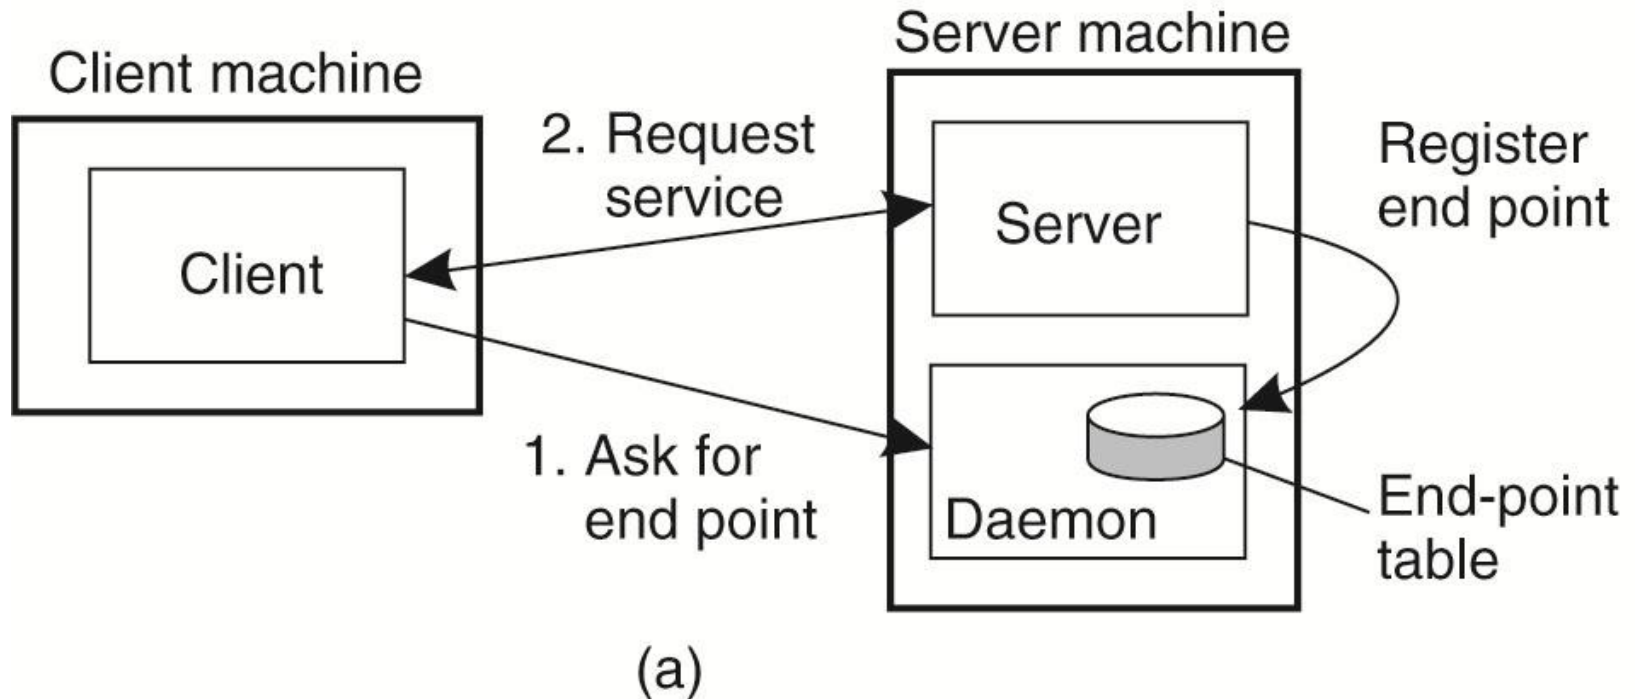 Client machine
Server machine
2. Request
service
Register
end point
Client
Server
1. Ask for
end point
Daemon
End-point
table
(a)